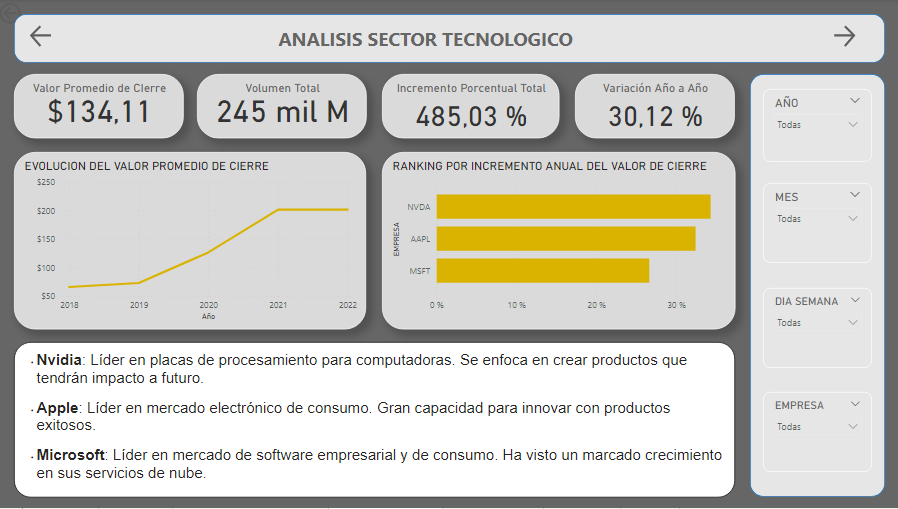 ANALISIS SECTOR TECNOLOGICO
Valor Promedio de Cierre
$134,11
Volumen Total
245 mil M
Incremento Porcentual Total
485,03 %
Variación Año a Año
30,12 %
EVOLUCION DEL VALOR PROMEDIO DE CIERRE
$250
$200
$150
$100
$50
2018 2019 2020 2021 2022
Año
RANKING POR INCREMENTO ANUAL DEL VALOR DE CIERRE
EMPRESA
NVDA
AAPL
MSFT
0 % 10 % 20 % 30 %
AÑO
Todas
MES
Todas
DIA SEMANA
Todas
EMPRESA
Todas
· Nvidia: Líder en placas de procesamiento para computadoras. Se enfoca en crear productos que
tendrán impacto a futuro.
· Apple: Líder en mercado electrónico de consumo. Gran capacidad para innovar con productos
exitosos.
· Microsoft: Líder en mercado de software empresarial y de consumo. Ha visto un marcado crecimiento
en sus servicios de nube.